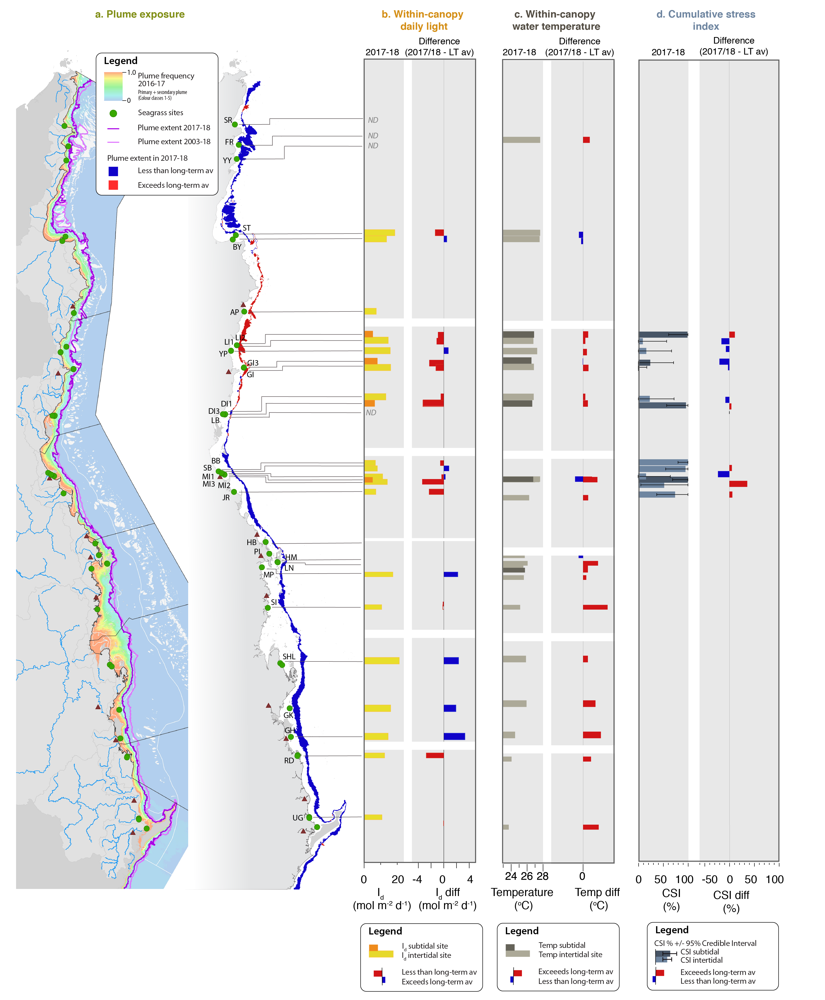 a. Plume exposure
b. Within-canopy
daily light
c. Within-canopy
water temperature
d. Cumulative stress
index
2017-18
Difference
(2017/18 - LT av)
2017-18
Difference
(2017/18 - LT av)
2017-18
Difference
(2017/18 - LT av)
Legend
1.0
0
Plume frequency
2016-17
Primary + secondary plume
(Colour classes 1-5)
Seagrass sites
Plume extent 2017-18
Plume extent 2003-18
Plume extent in 2017-18
Less than long-term av
Exceeds long-term av
SR
ND
FR
ND
YY
ND
ST
BY
AP
LI2
LI1
YP
GI3
GI
DI1
DI3
LB
ND
BB
SB
MI1
MI3
MI2
JR
HB
PI
HM
LN
MP
SI
SHL
GK
GH
RD
UG
0 20 -4 0 4
24 26 28 0
0 50 100 -50 0 50 100
Id
(mol m-2 d-1)
Id diff
(mol m-2 d-1)
Temperature
(oC)
Temp diff
(oC)
CSI
(%)
CSI diff
(%)
Legend
Id subtidal site
Id intertidal site
Less than long-term av
Exceeds long-term av
Legend
Temp subtidal
Temp intertidal site
Exceeeds long-term av
Less than long-term av
Legend
CSI % +/- 95% Credible Interval
CSI subtidal
CSI intertidal
Exceeeds long-term av
Less than long-term av